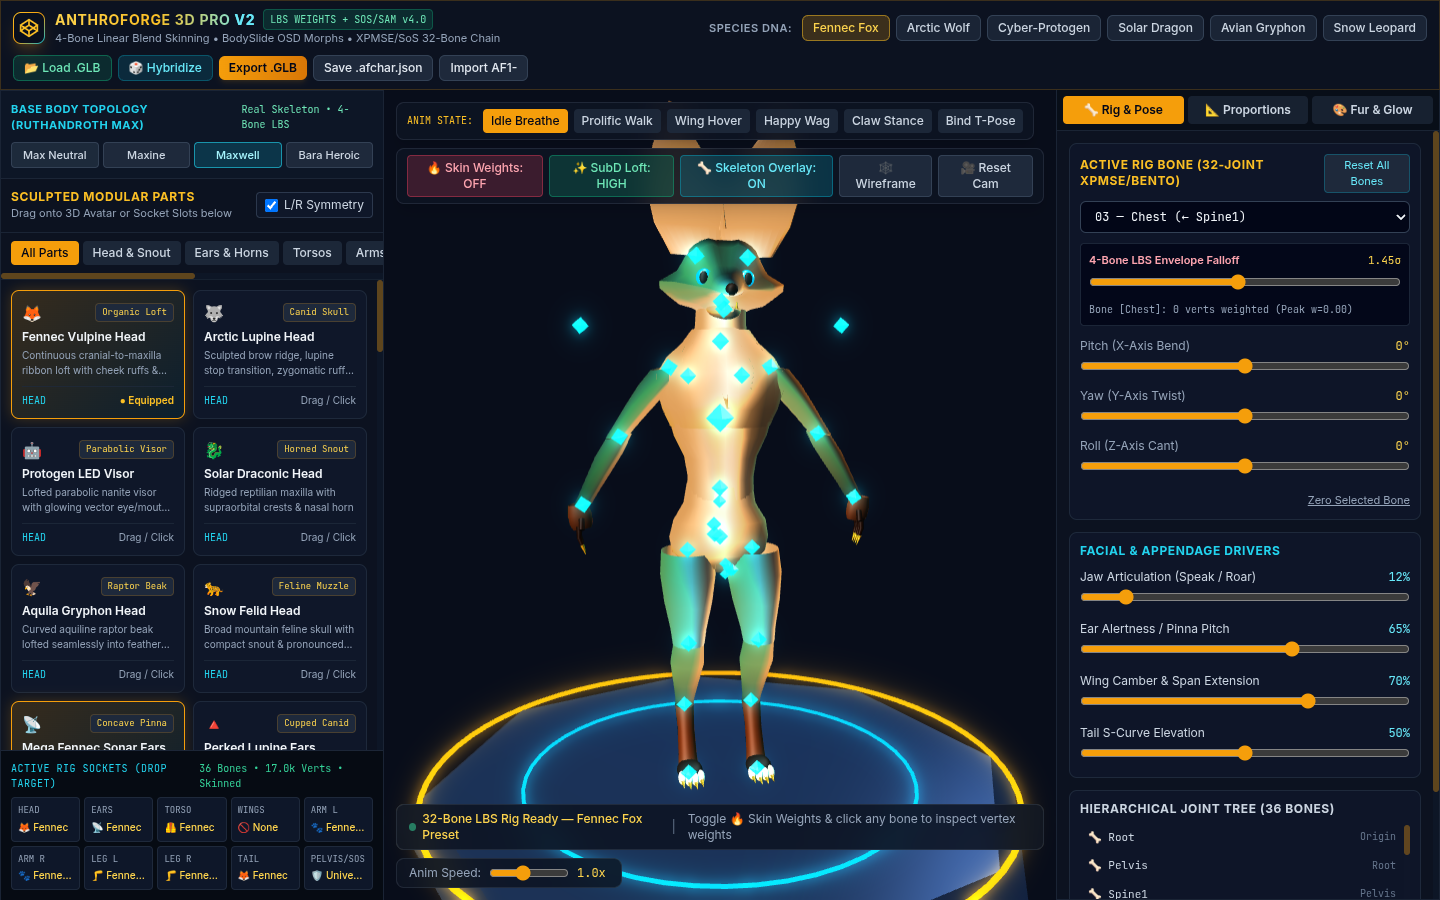 ANTHROFORGE 3D PRO V2
LBS WEIGHTS + SOS/SAM v4.0
4-Bone Linear Blend Skinning • BodySlide OSD Morphs • XPMSE/SoS 32-Bone Chain
SPECIES DNA:
Fennec Fox
Arctic Wolf
Cyber-Protogen
Solar Dragon
Avian Gryphon
Snow Leopard
Load .GLB
Hybridize
Export .GLB
Save .afchar.json
Import AF1-
BASE BODY TOPOLOGY
(RUTHANDROTH MAX)
Real Skeleton • 4-
Bone LBS
Max Neutral
Maxine
Maxwell
Bara Heroic
SCULPTED MODULAR PARTS
Drag onto 3D Avatar or Socket Slots below
L/R Symmetry
All Parts
Head & Snout
Ears & Horns
Torsos
Arms
Organic Loft
Fennec Vulpine Head
Continuous cranial-to-maxilla
ribbon loft with cheek ruffs &...
HEAD
● Equipped
Canid Skull
Arctic Lupine Head
Sculpted brow ridge, lupine
stop transition, zygomatic ruff...
HEAD
Drag / Click
Parabolic Visor
Protogen LED Visor
Lofted parabolic nanite visor
with glowing vector eye/mout...
HEAD
Drag / Click
Horned Snout
Solar Draconic Head
Ridged reptilian maxilla with
supraorbital crests & nasal horn
HEAD
Drag / Click
Raptor Beak
Aquila Gryphon Head
Curved aquiline raptor beak
lofted seamlessly into feather...
HEAD
Drag / Click
Feline Muzzle
Snow Felid Head
Broad mountain feline skull with
compact snout & pronounced...
HEAD
Drag / Click
Concave Pinna
Mega Fennec Sonar Ears
Cupped Canid
Perked Lupine Ears
ACTIVE RIG SOCKETS (DROP
TARGET)
36 Bones • 17.0k Verts •
Skinned
HEAD
Fennec
EARS
Fennec
TORSO
Fennec
WINGS
None
ARM L
Fenne...
ARM R
Fenne...
LEG L
Fenne...
LEG R
Fenne...
TAIL
Fennec
PELVIS/SOS
Unive...
ANIM STATE:
Idle Breathe
Prolific Walk
Wing Hover
Happy Wag
Claw Stance
Bind T-Pose
Skin Weights:
OFF
SubD Loft:
HIGH
Skeleton Overlay:
ON
Wireframe
Reset
Cam
32-Bone LBS Rig Ready — Fennec Fox
Preset
Toggle 🔥 Skin Weights & click any bone to inspect vertex
weights
Anim Speed:
1.0x
Rig & Pose
Proportions
Fur & Glow
ACTIVE RIG BONE (32-JOINT
XPMSE/BENTO)
Reset All
Bones
03 — Chest (← Spine1)
4-Bone LBS Envelope Falloff
1.45σ
Bone [Chest]: 0 verts weighted (Peak w=0.00)
Pitch (X-Axis Bend)
0°
Yaw (Y-Axis Twist)
0°
Roll (Z-Axis Cant)
0°
Zero Selected Bone
FACIAL & APPENDAGE DRIVERS
Jaw Articulation (Speak / Roar)
12%
Ear Alertness / Pinna Pitch
65%
Wing Camber & Span Extension
70%
Tail S-Curve Elevation
50%
HIERARCHICAL JOINT TREE (36 BONES)
Root
Origin
Pelvis
Root
Spine1
Pelvis